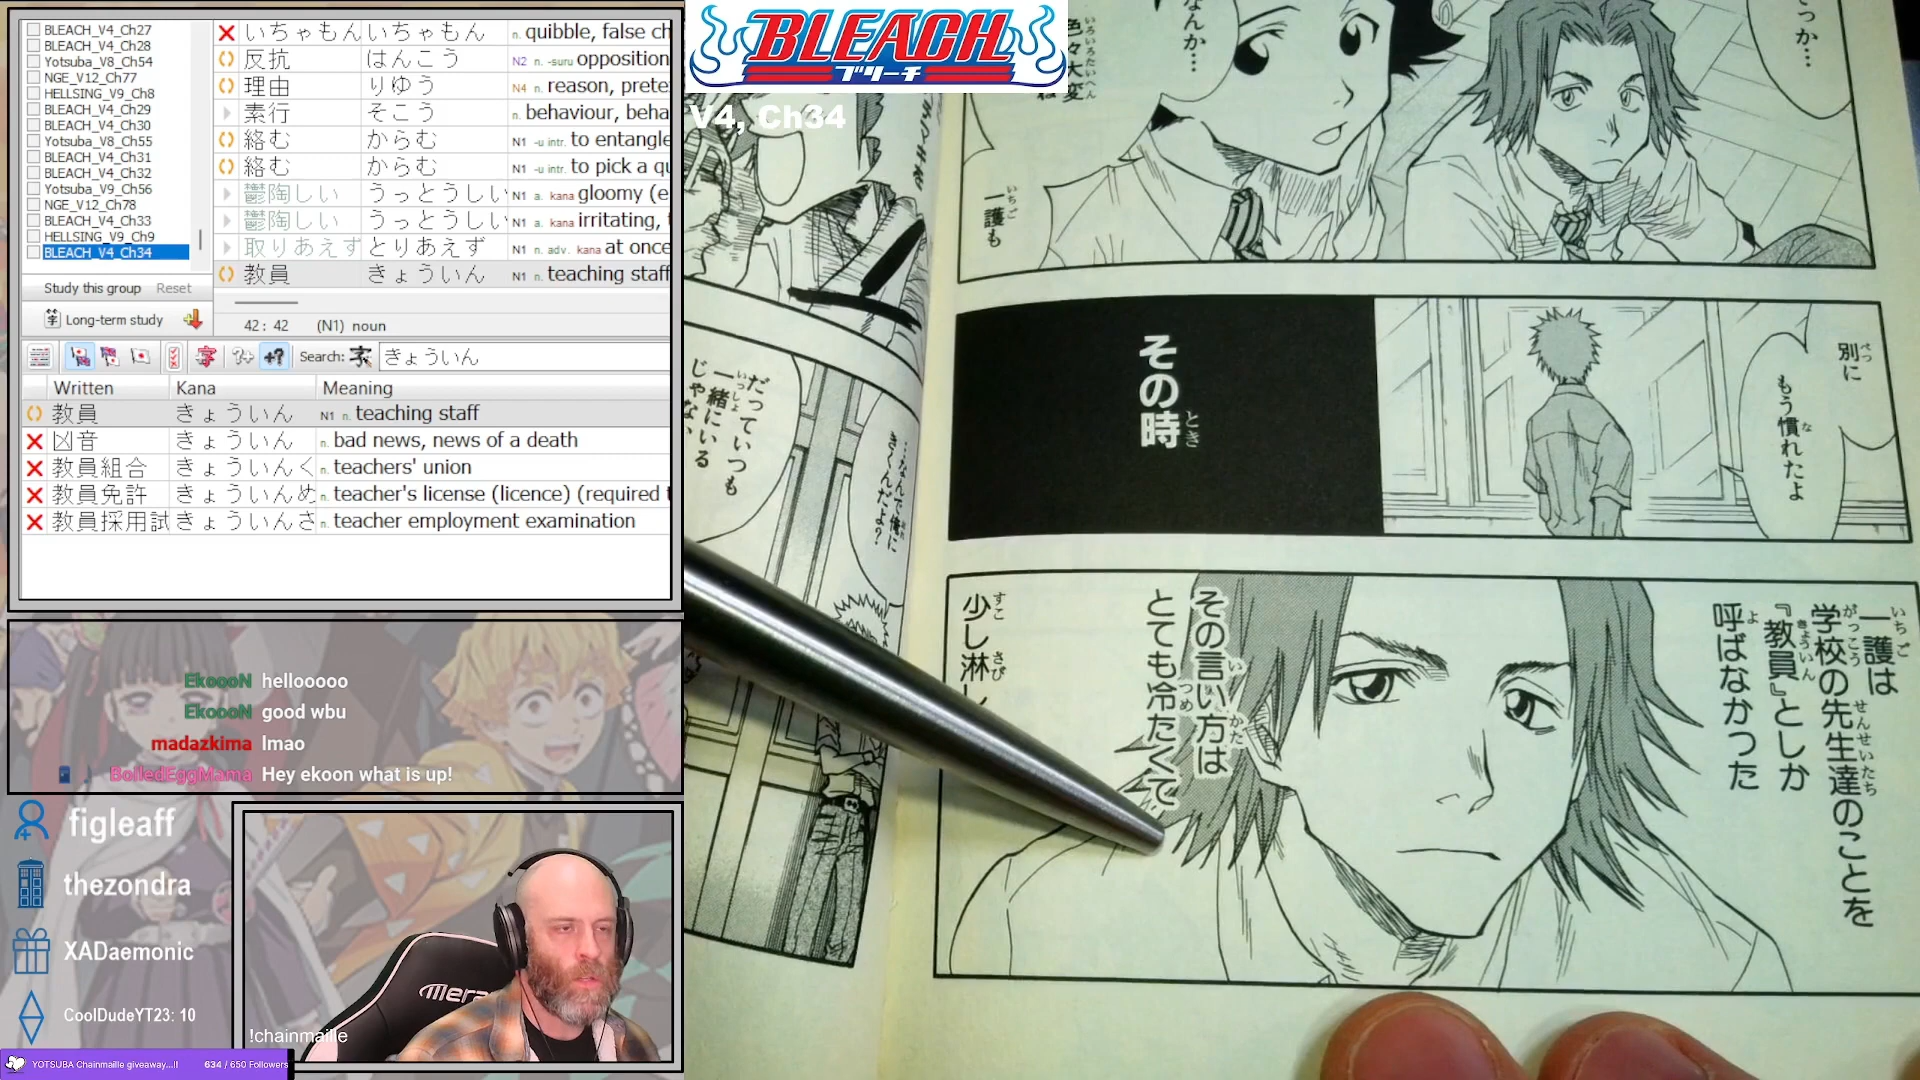 BLEACH_V4_Ch27
BLEACH_V4_Ch28
Yotsuba_V8_Ch54
NGE_V12_Ch77
HELLSING_V9_Ch8
BLEACH_V4_Ch29
BLEACH_V4_Ch30
Yotsuba_V8_Ch55
BLEACH_V4_Ch31
BLEACH_V4_Ch32
Yotsuba_V9_Ch56
NGE_V12_Ch78
BLEACH_V4_Ch33
HELLSING_V9_Ch9
BLEACH_V4_Ch34
Study this group Reset
Long-term study
いちゃもん いちゃもん n. quibble, false ch
反抗 はんこう N2 n. -suru opposition
理由 りゆう N4 n. reason, prete
素行 そこう n. behaviour, beha
絡む からむ N1 -u intr. to entangle
絡む からむ N1 -u intr. to pick a qu
鬱陶しい うっとうしい N1 a. kana gloomy (e
鬱陶しい うっとうしい N1 a. kana irritating,
取りあえず とりあえず N1 n. adv. kana at once
教員 きょういん N1 n. teaching staff
42: 42 (N1) noun
Search: きょういん
Written Kana Meaning
教員 きょういん N1 n. teaching staff
凶音 きょういん n. bad news, news of a death
教員組合 きょういんく n. teachers' union
教員免許 きょういんめ n. teacher's license (licence) (required t
教員採用試 きょういんさ n. teacher employment examination
EkoooN hellooooo
EkoooN good wbu
madazkima lmao
BoiledEggMama Hey ekoon what is up!
figleaff
thezondra
XADaemonic
CoolDudeYT23: 10
!chainmaille
YOTSUBA Chainmaille giveaway...!! 634 / 650 Followers
BLEACH
ブリーチ
V4, Ch34
なんか…
一護も
別に
もう慣れたよ
その時
一護は
学校の先生達のことを
『教員』としか
呼ばなかった
その言い方は
とても冷たくて
少し淋し
だっていつも
一緒にいる
じゃない
…なんで俺に
きくんだよ?